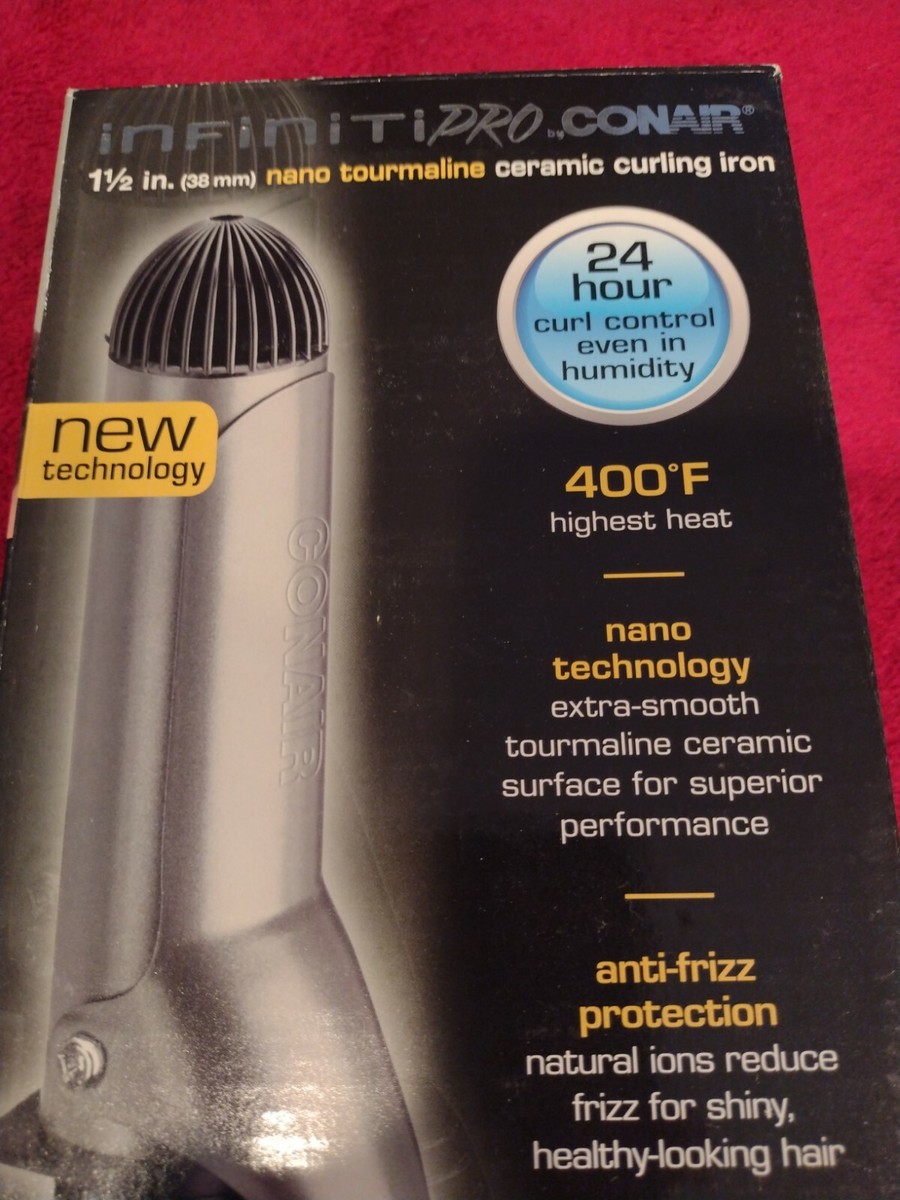 infiniTiPRO by CONAIR®
1½ in. (38 mm) nano tourmaline ceramic curling iron
24
hour
curl control
even in
humidity
new
technology
400°F
highest heat
CONAIR
nano
technology
extra-smooth
tourmaline ceramic
surface for superior
performance
anti-frizz
protection
natural ions reduce
frizz for shiny,
healthy-looking hair